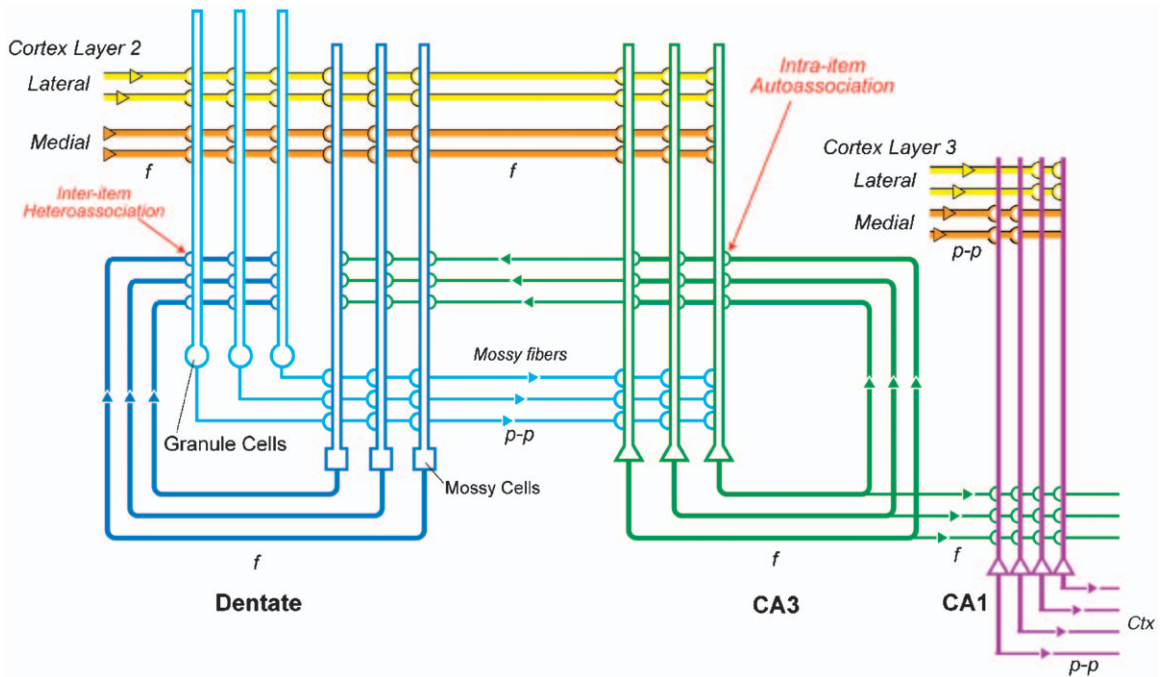 Cortex Layer 2
Lateral
Medial
f
f
Intra-item
Autoassociation
Cortex Layer 3
Lateral
Medial
p-p
Inter-item
Heteroassociation
Mossy fibers
Granule Cells
p-p
Mossy Cells
f
f
f
Dentate
CA3
CA1
Ctx
p-p